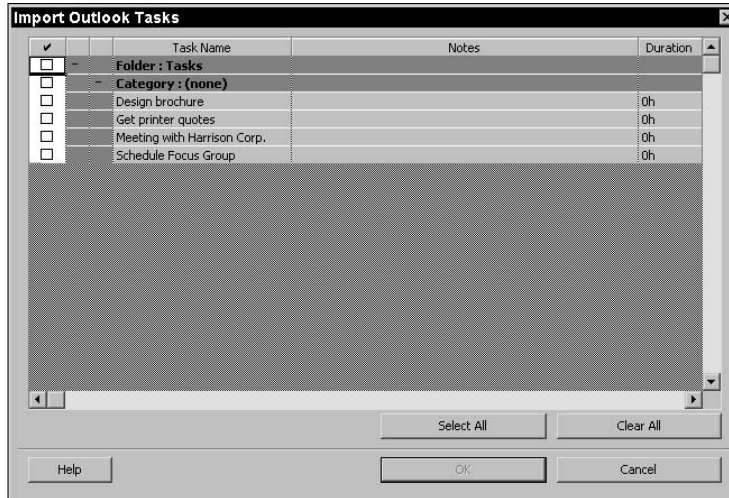 Import Outlook Tasks
✔ Task Name Notes Duration
- Folder : Tasks
- Category : (none)
Design brochure 0h
Get printer quotes 0h
Meeting with Harrison Corp. 0h
Schedule Focus Group 0h
Select All Clear All
Help OK Cancel